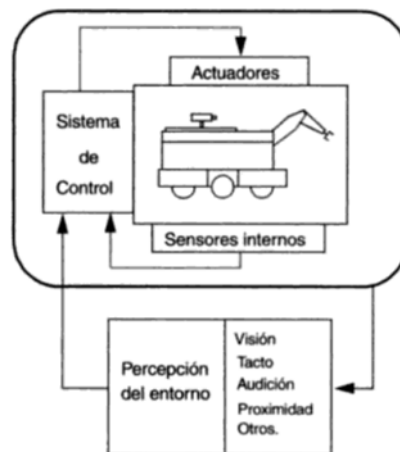 Actuadores
Sistema
de
Control
Sensores internos
Percepción
del entorno
Visión
Tacto
Audición
Proximidad
Otros.